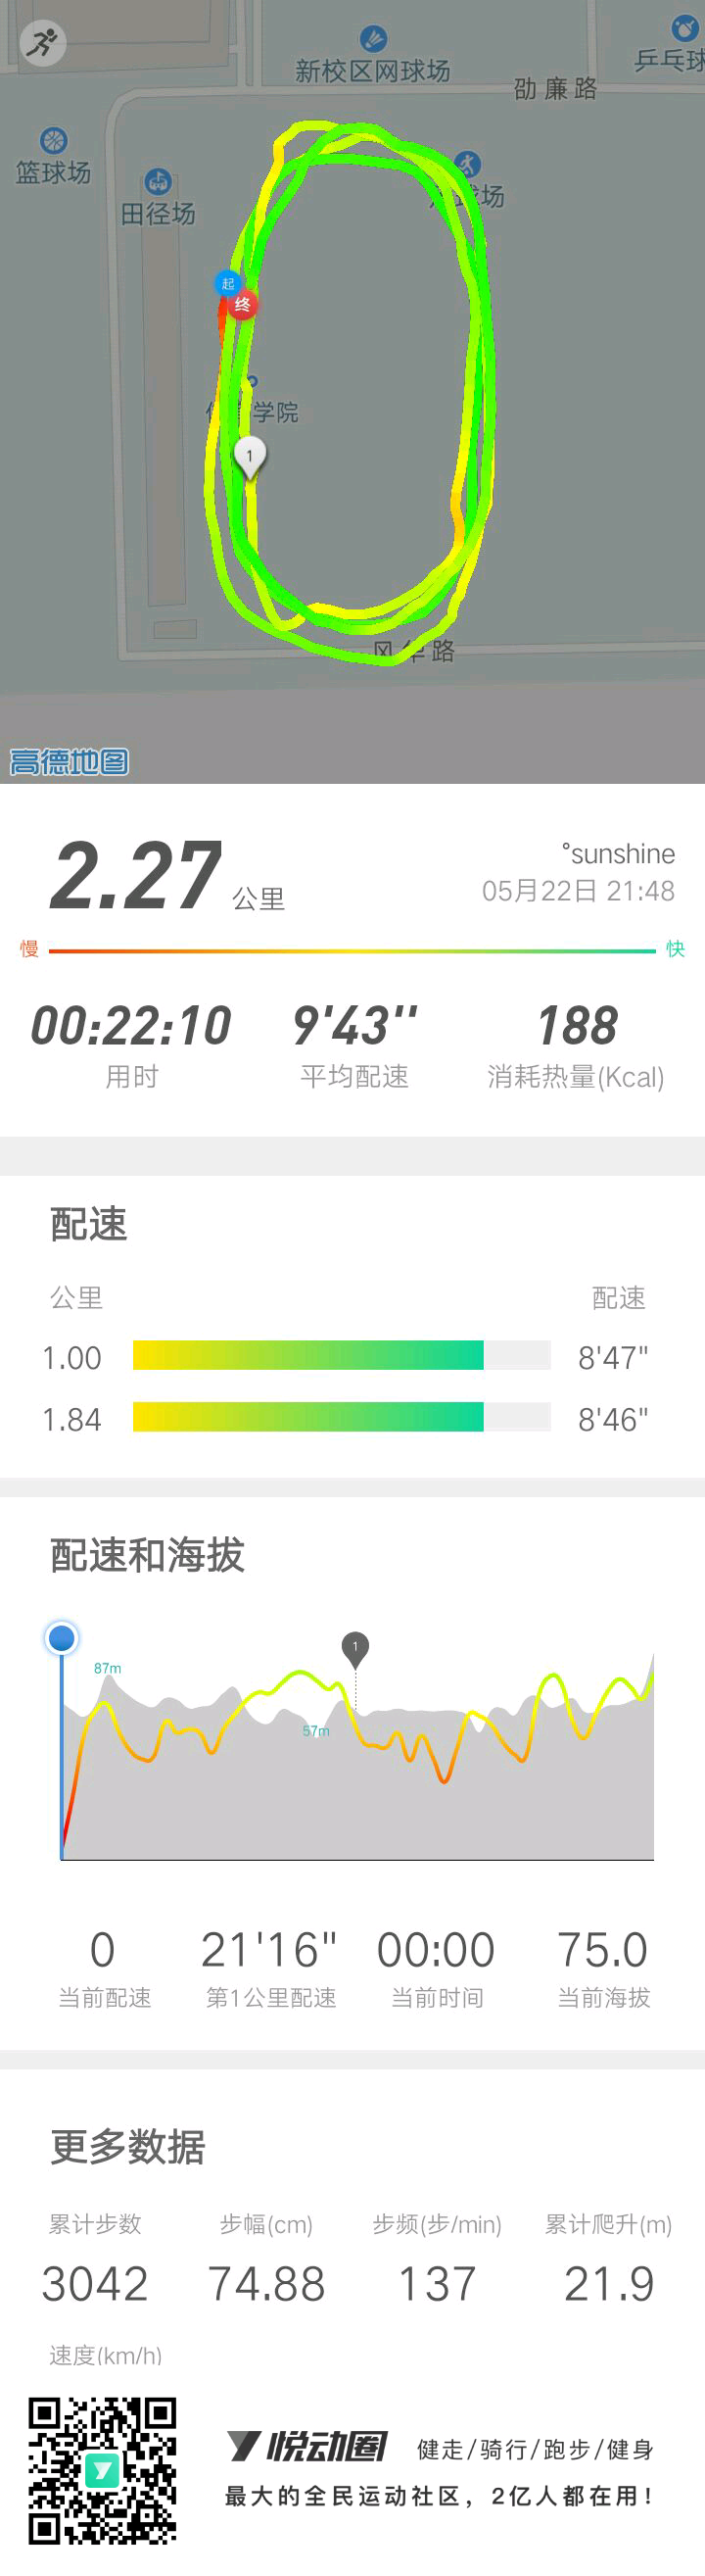 新校区网球场
乒乓球
劭廉路
篮球场
田径场
球场
起
终
学院
1
风华路
高德地图
2.27 公里
°sunshine
05月22日 21:48
慢 快
00:22:10 9'43'' 188
用时 平均配速 消耗热量(Kcal)
配速
公里 配速
1.00 8'47"
1.84 8'46"
配速和海拔
1
87m
57m
0 21'16" 00:00 75.0
当前配速 第1公里配速 当前时间 当前海拔
更多数据
累计步数 步幅(cm) 步频(步/min) 累计爬升(m)
3042 74.88 137 21.9
速度(km/h)
悦动圈 健走/骑行/跑步/健身
最大的全民运动社区，2亿人都在用！